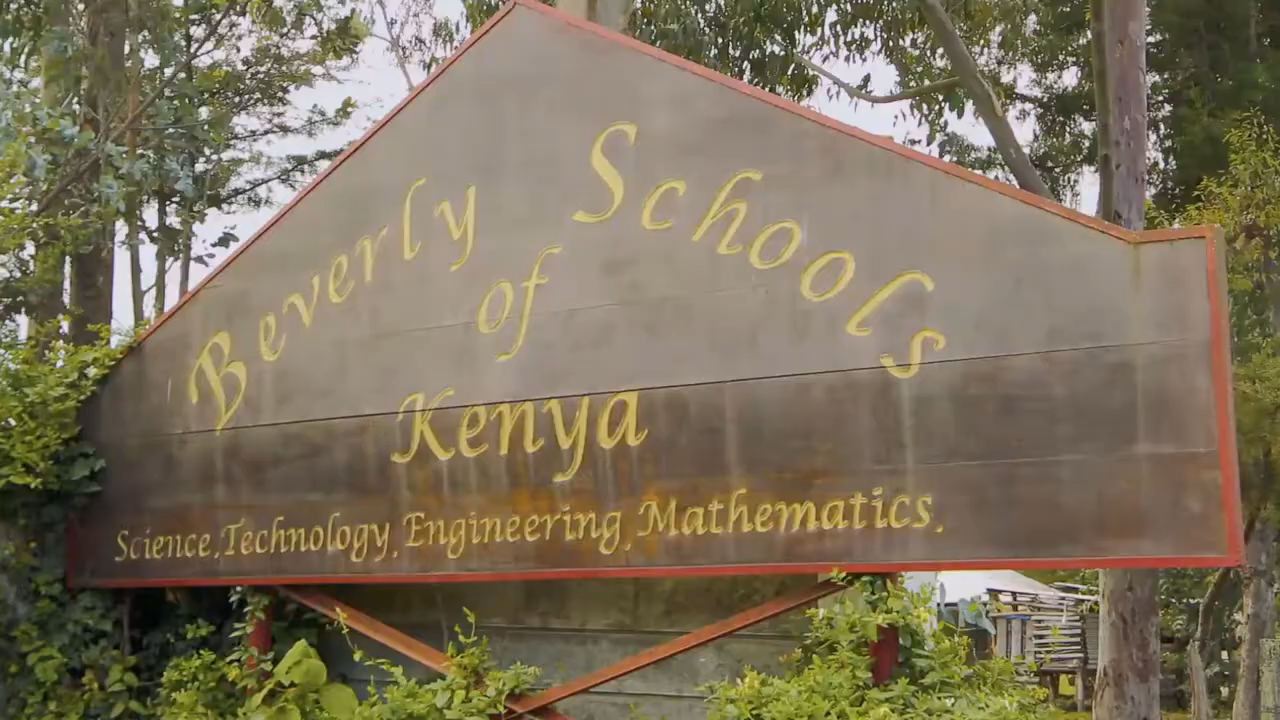 Beverly Schools
of
Kenya
Science, Technology, Engineering, Mathematics.